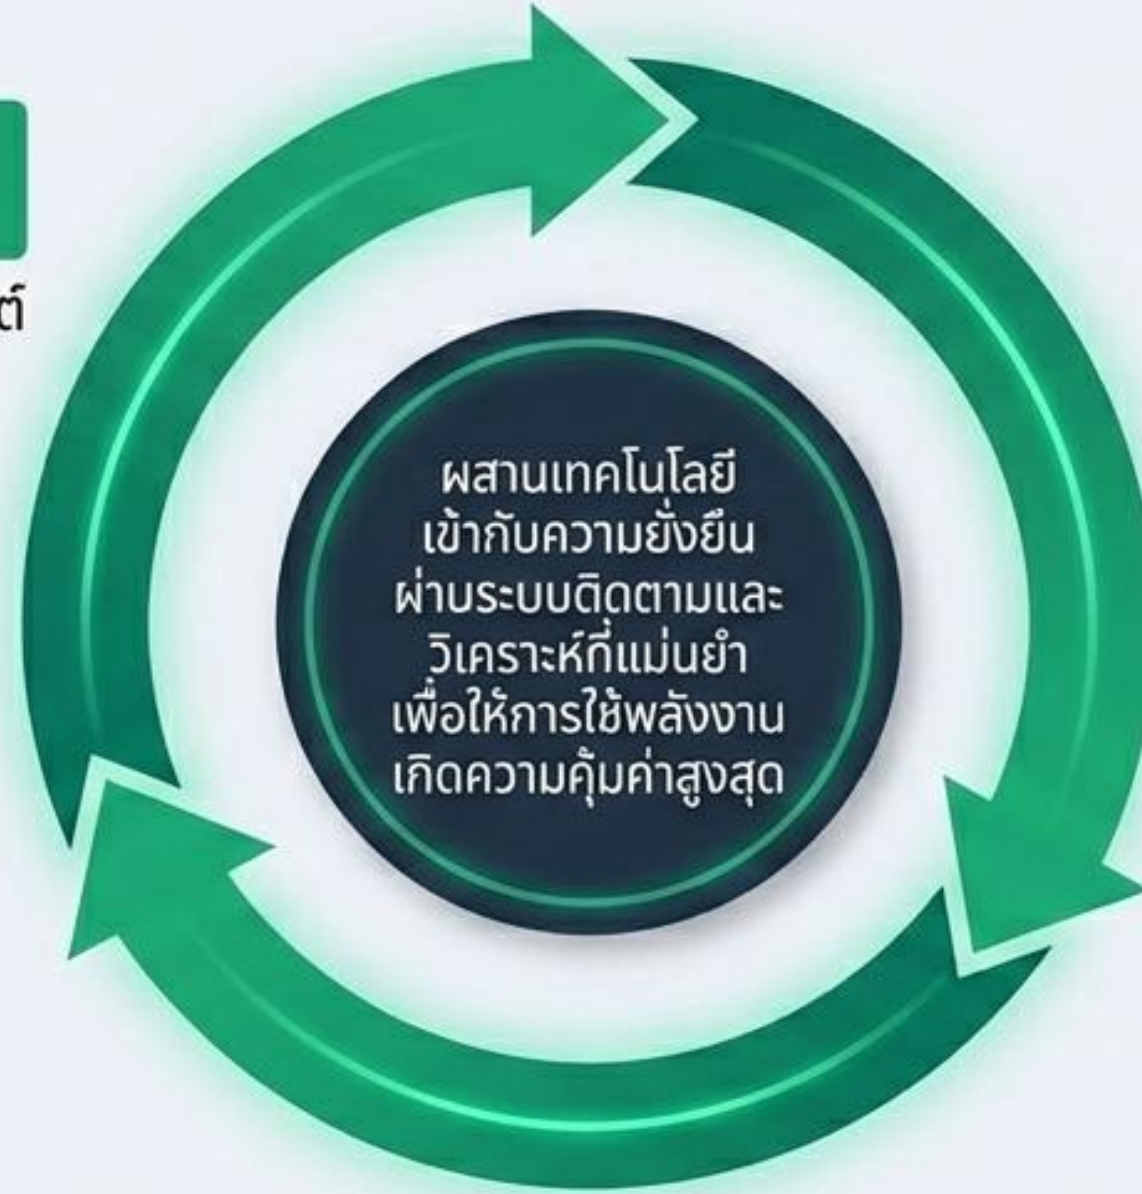 ต์
ผสานเทคโนโลยี
เข้ากับความยั่งยืน
ผ่านระบบติดตามและ
วิเคราะห์ที่แม่นยำ
เพื่อให้การใช้พลังงาน
เกิดความคุ้มค่าสูงสุด